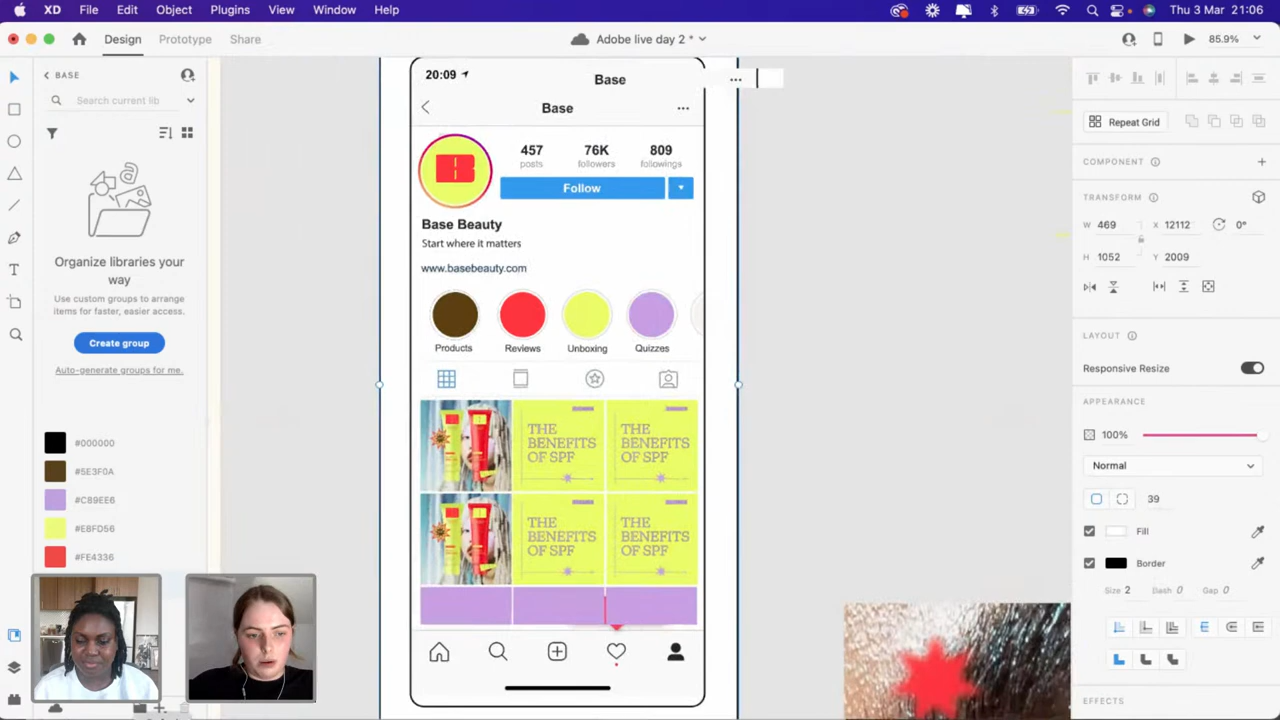 XD File Edit Object Plugins View Window Help Thu 3 Mar 21:06
Design Prototype Share Adobe live day 2 * 85.9%
BASE
Search current lib
Organize libraries your
way
Use custom groups to arrange
items for faster, easier access.
Create group
Auto-generate groups for me.
#000000
#5E3F0A
#C89EE6
#E8FD56
#FE4336
20:09 Base
Base
B
457 76K 809
posts followers followings
Follow
Base Beauty
Start where it matters
www.basebeauty.com
Products Reviews Unboxing Quizzes
THE
BENEFITS
OF SPF
THE
BENEFITS
OF SPF
THE
BENEFITS
OF SPF
THE
BENEFITS
OF SPF
Repeat Grid
COMPONENT
TRANSFORM
W 469 X 12112 0°
H 1052 Y 2009
LAYOUT
Responsive Resize
APPEARANCE
100%
Normal
39
Fill
Border
Size 2 Dash 0 Gap 0
EFFECTS